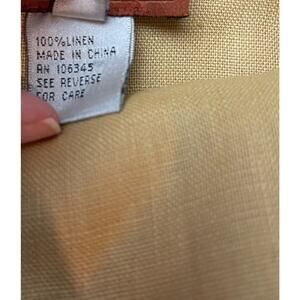 100%LINEN
MADE IN CHINA
RN 106345
SEE REVERSE
FOR CARE